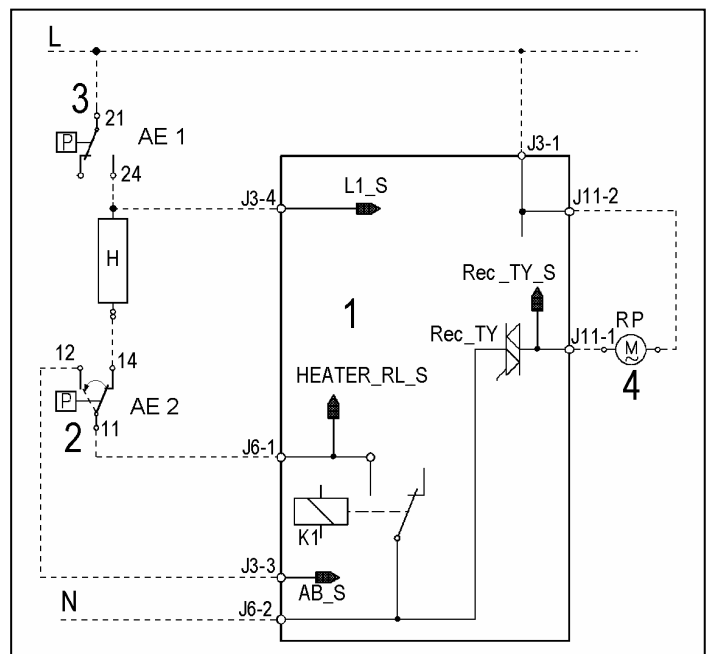 L
3
21
AE 1
P
24
J3-1
J3-4
L1_S
J11-2
H
1
Rec_TY_S
Rec_TY
RP
J11-1
M
4
12
14
HEATER_RL_S
P
AE 2
2
11
J6-1
K1
J3-3
AB_S
N
J6-2